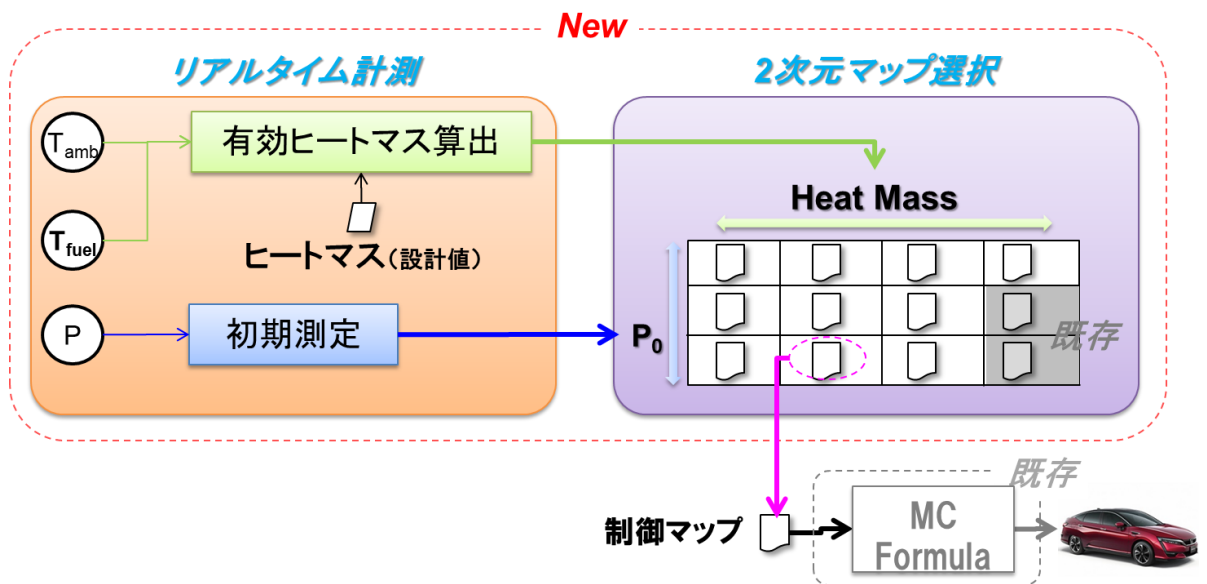 New
リアルタイム計測
2次元マップ選択
Tamb
有効ヒートマス算出
Heat Mass
Tfuel
ヒートマス(設計値)
P
初期測定
P0
既存
既存
制御マップ
MC
Formula